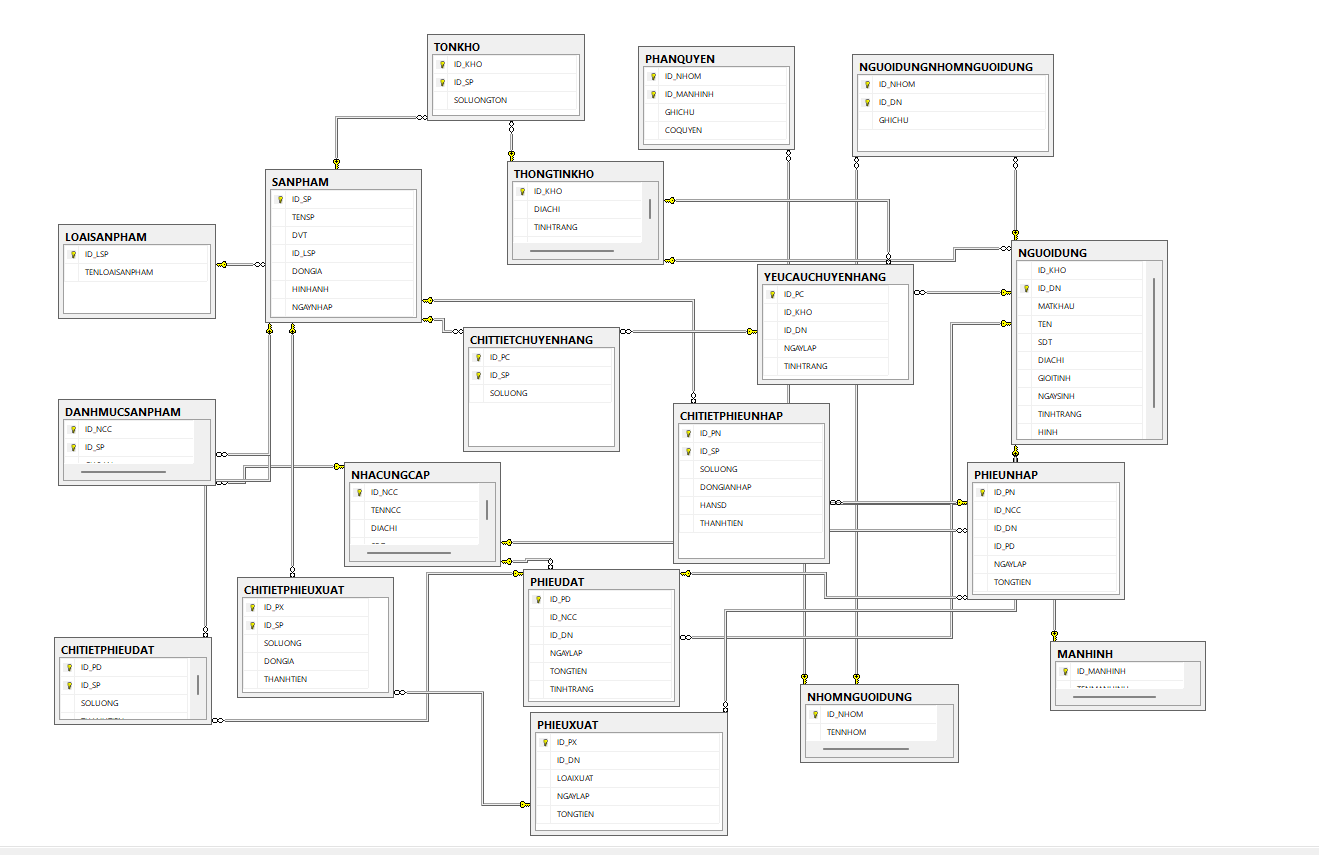 TONKHO
ID_KHO
ID_SP
SOLUONGTON
PHANQUYEN
ID_NHOM
ID_MANHINH
GHICHU
COQUYEN
NGUOIDUNGNHOMNGUOIDUNG
ID_NHOM
ID_DN
GHICHU
SANPHAM
ID_SP
TENSP
DVT
ID_LSP
DONGIA
HINHANH
NGAYNHAP
THONGTINKHO
ID_KHO
DIACHI
TINHTRANG
LOAISANPHAM
ID_LSP
TENLOAISANPHAM
NGUOIDUNG
ID_KHO
ID_DN
MATKHAU
TEN
SDT
DIACHI
GIOITINH
NGAYSINH
TINHTRANG
HINH
YEUCAUCHUYENHANG
ID_PC
ID_KHO
ID_DN
NGAYLAP
TINHTRANG
CHITTIETCHUYENHANG
ID_PC
ID_SP
SOLUONG
DANHMUCSANPHAM
ID_NCC
ID_SP
CHITIETPHIEUNHAP
ID_PN
ID_SP
SOLUONG
DONGIANHAP
HANSD
THANHTIEN
NHACUNGCAP
ID_NCC
TENNCC
DIACHI
PHIEUNHAP
ID_PN
ID_NCC
ID_DN
ID_PD
NGAYLAP
TONGTIEN
CHITIETPHIEUXUAT
ID_PX
ID_SP
SOLUONG
DONGIA
THANHTIEN
PHIEUDAT
ID_PD
ID_NCC
ID_DN
NGAYLAP
TONGTIEN
TINHTRANG
CHITIETPHIEUDAT
ID_PD
ID_SP
SOLUONG
MANHINH
ID_MANHINH
TENMANHINH
NHOMNGUOIDUNG
ID_NHOM
TENNHOM
PHIEUXUAT
ID_PX
ID_DN
LOAIXUAT
NGAYLAP
TONGTIEN